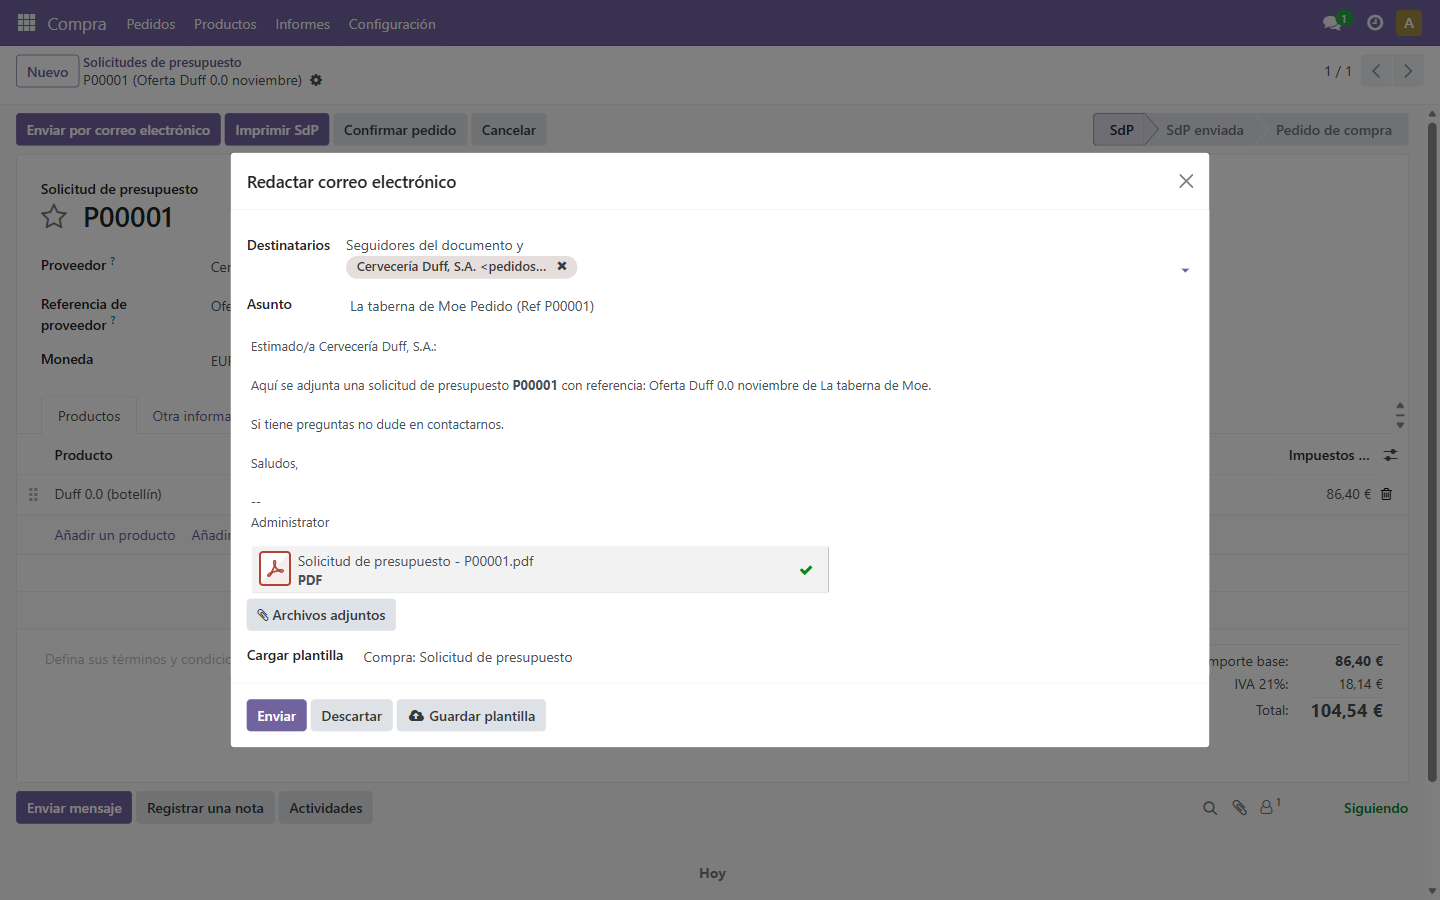 Compra Pedidos Productos Informes Configuración 1 A
Nuevo Solicitudes de presupuesto
P00001 (Oferta Duff 0.0 noviembre) 1 / 1
Enviar por correo electrónico Imprimir SdP Confirmar pedido Cancelar SdP SdP enviada Pedido de compra
Redactar correo electrónico
Solicitud de presupuesto
P00001
Destinatarios Seguidores del documento y
Cervecería Duff, S.A. <pedidos...
Proveedor ? Cer
Asunto La taberna de Moe Pedido (Ref P00001)
Referencia de
proveedor ? Ofe
Moneda EUR
Estimado/a Cervecería Duff, S.A.:
Aquí se adjunta una solicitud de presupuesto P00001 con referencia: Oferta Duff 0.0 noviembre de La taberna de Moe.
Si tiene preguntas no dude en contactarnos.
Saludos,
--
Administrator
Productos Otra informa
Producto Impuestos ...
Duff 0.0 (botellín) 86,40 €
Añadir un producto Añadir
Solicitud de presupuesto - P00001.pdf
PDF
Archivos adjuntos
Cargar plantilla Compra: Solicitud de presupuesto
Defina sus términos y condicio
mporte base: 86,40 €
IVA 21%: 18,14 €
Total: 104,54 €
Enviar Descartar Guardar plantilla
Enviar mensaje Registrar una nota Actividades 1 Siguiendo
Hoy